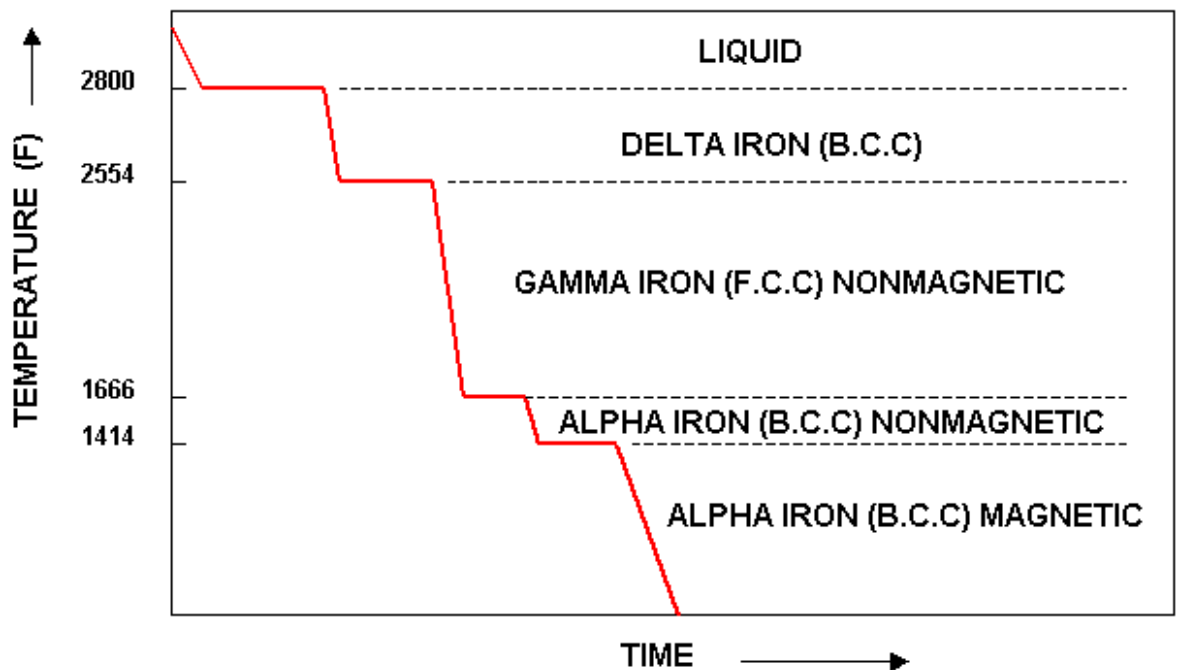 LIQUID
2800
DELTA IRON (B.C.C)
2554
GAMMA IRON (F.C.C) NONMAGNETIC
1666
ALPHA IRON (B.C.C) NONMAGNETIC
1414
ALPHA IRON (B.C.C) MAGNETIC
TEMPERATURE (F)
TIME